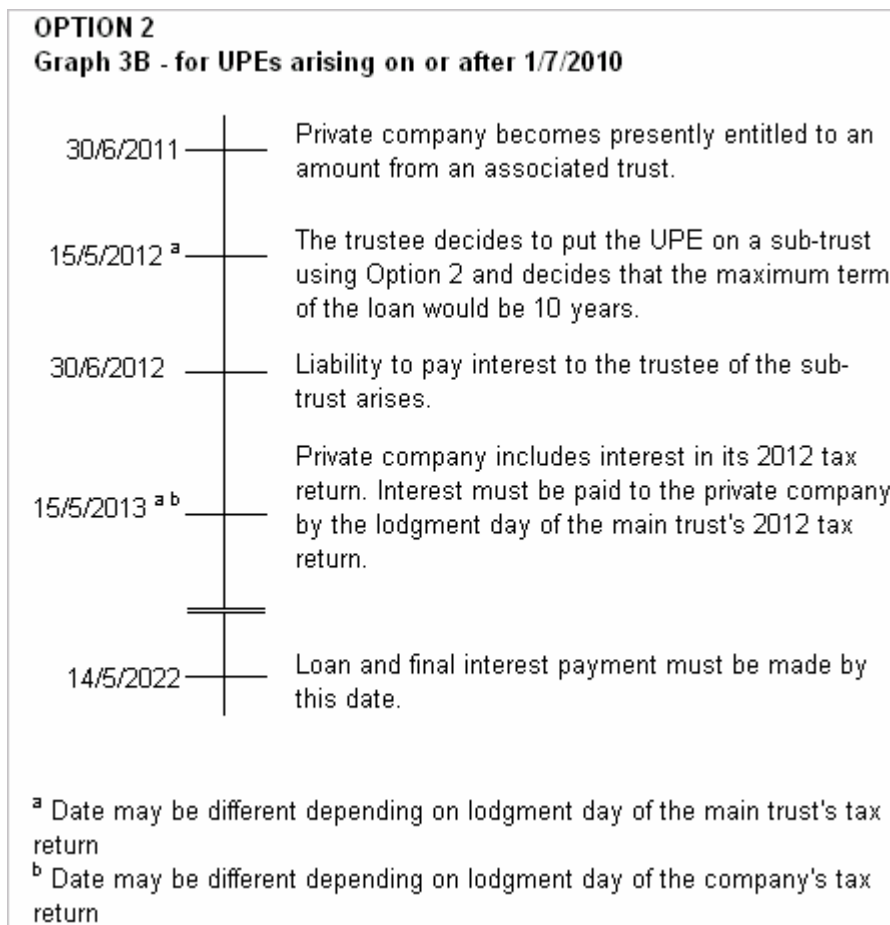 OPTION 2
Graph 3B - for UPEs arising on or after 1/7/2010
30/6/2011
Private company becomes presently entitled to an
amount from an associated trust.
15/5/2012 a
The trustee decides to put the UPE on a sub-trust
using Option 2 and decides that the maximum term
of the loan would be 10 years.
30/6/2012
Liability to pay interest to the trustee of the sub-
trust arises.
15/5/2013 a b
Private company includes interest in its 2012 tax
return. Interest must be paid to the private company
by the lodgment day of the main trust's 2012 tax
return.
14/5/2022
Loan and final interest payment must be made by
this date.
a Date may be different depending on lodgment day of the main trust's tax
return
b Date may be different depending on lodgment day of the company's tax
return